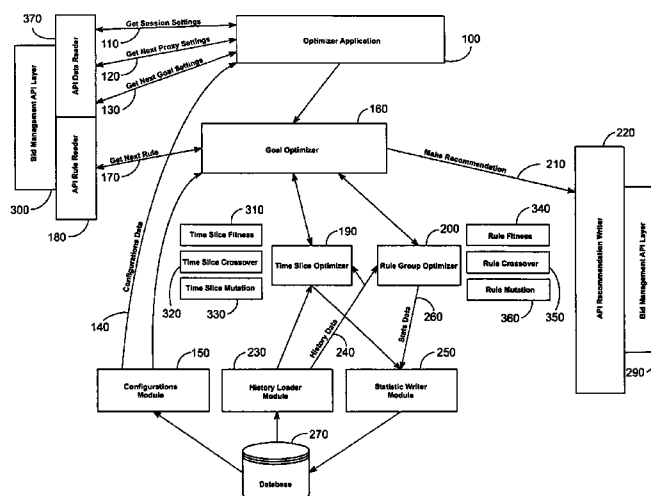 370
Get Session Settings
110
Get Next Proxy Settings
120
Get Next Goal Settings
130
Optimizer Application
100
Bid Management API Layer
API Data Reader
API Rule Reader
300
180
Get Next Rule
170
160
Goal Optimizer
Make Recommendation
210
220
API Recommendation Writer
Bid Management API Layer
290
Configurations Data
140
310
Time Slice Fitness
Time Slice Crossover
320
Time Slice Mutation
330
190
Time Slice Optimizer
200
Rule Group Optimizer
340
Rule Fitness
Rule Crossover
350
Rule Mutation
360
History Data
240
Stats Data
260
150
Configurations
Module
230
History Loader
Module
250
Statistic Writer
Module
270
Database